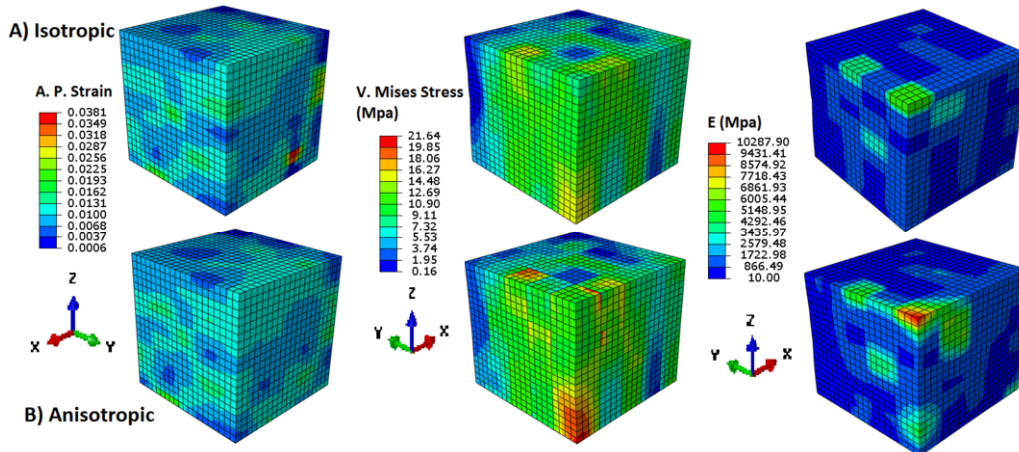 A) Isotropic
A. P. Strain
0.0381
0.0349
0.0318
0.0287
0.0256
0.0225
0.0193
0.0162
0.0131
0.0100
0.0068
0.0037
0.0006
V. Mises Stress
(Mpa)
21.64
19.85
18.06
16.27
14.48
12.69
10.90
9.11
7.32
5.53
3.74
1.95
0.16
E (Mpa)
10287.90
9431.41
8574.92
7718.43
6861.93
6005.44
5148.95
4292.46
3435.97
2579.48
1722.98
866.49
10.00
Z
X
Y
Z
Y
X
Z
Y
X
B) Anisotropic